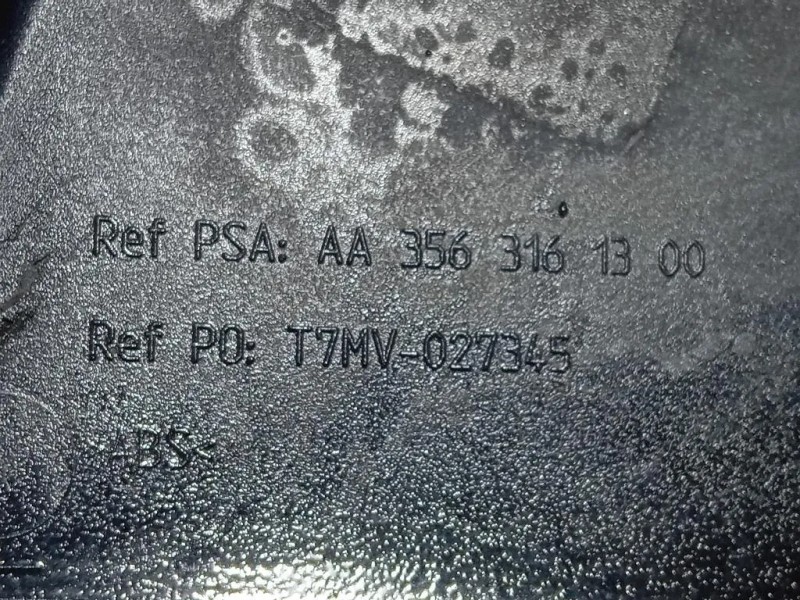 Ref PSA: AA 356 316 13 00
Ref PO: T7MV-027345
>ABS<